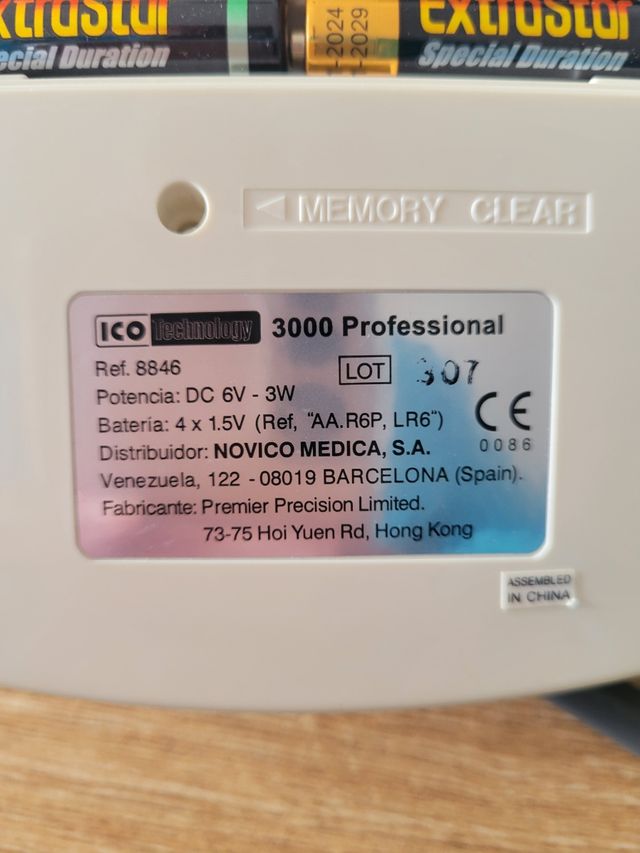 ExtraStar
Special Duration
-2024
-2029
ExtraStar
Special Duration
MEMORY CLEAR
ICO Technology 3000 Professional
Ref. 8846
LOT 307
Potencia: DC 6V - 3W
Batería: 4 x 1.5V (Ref, "AA.R6P, LR6")
CE
0086
Distribuidor: NOVICO MEDICA, S.A.
Venezuela, 122 - 08019 BARCELONA (Spain).
Fabricante: Premier Precision Limited.
73-75 Hoi Yuen Rd, Hong Kong
ASSEMBLED
IN CHINA